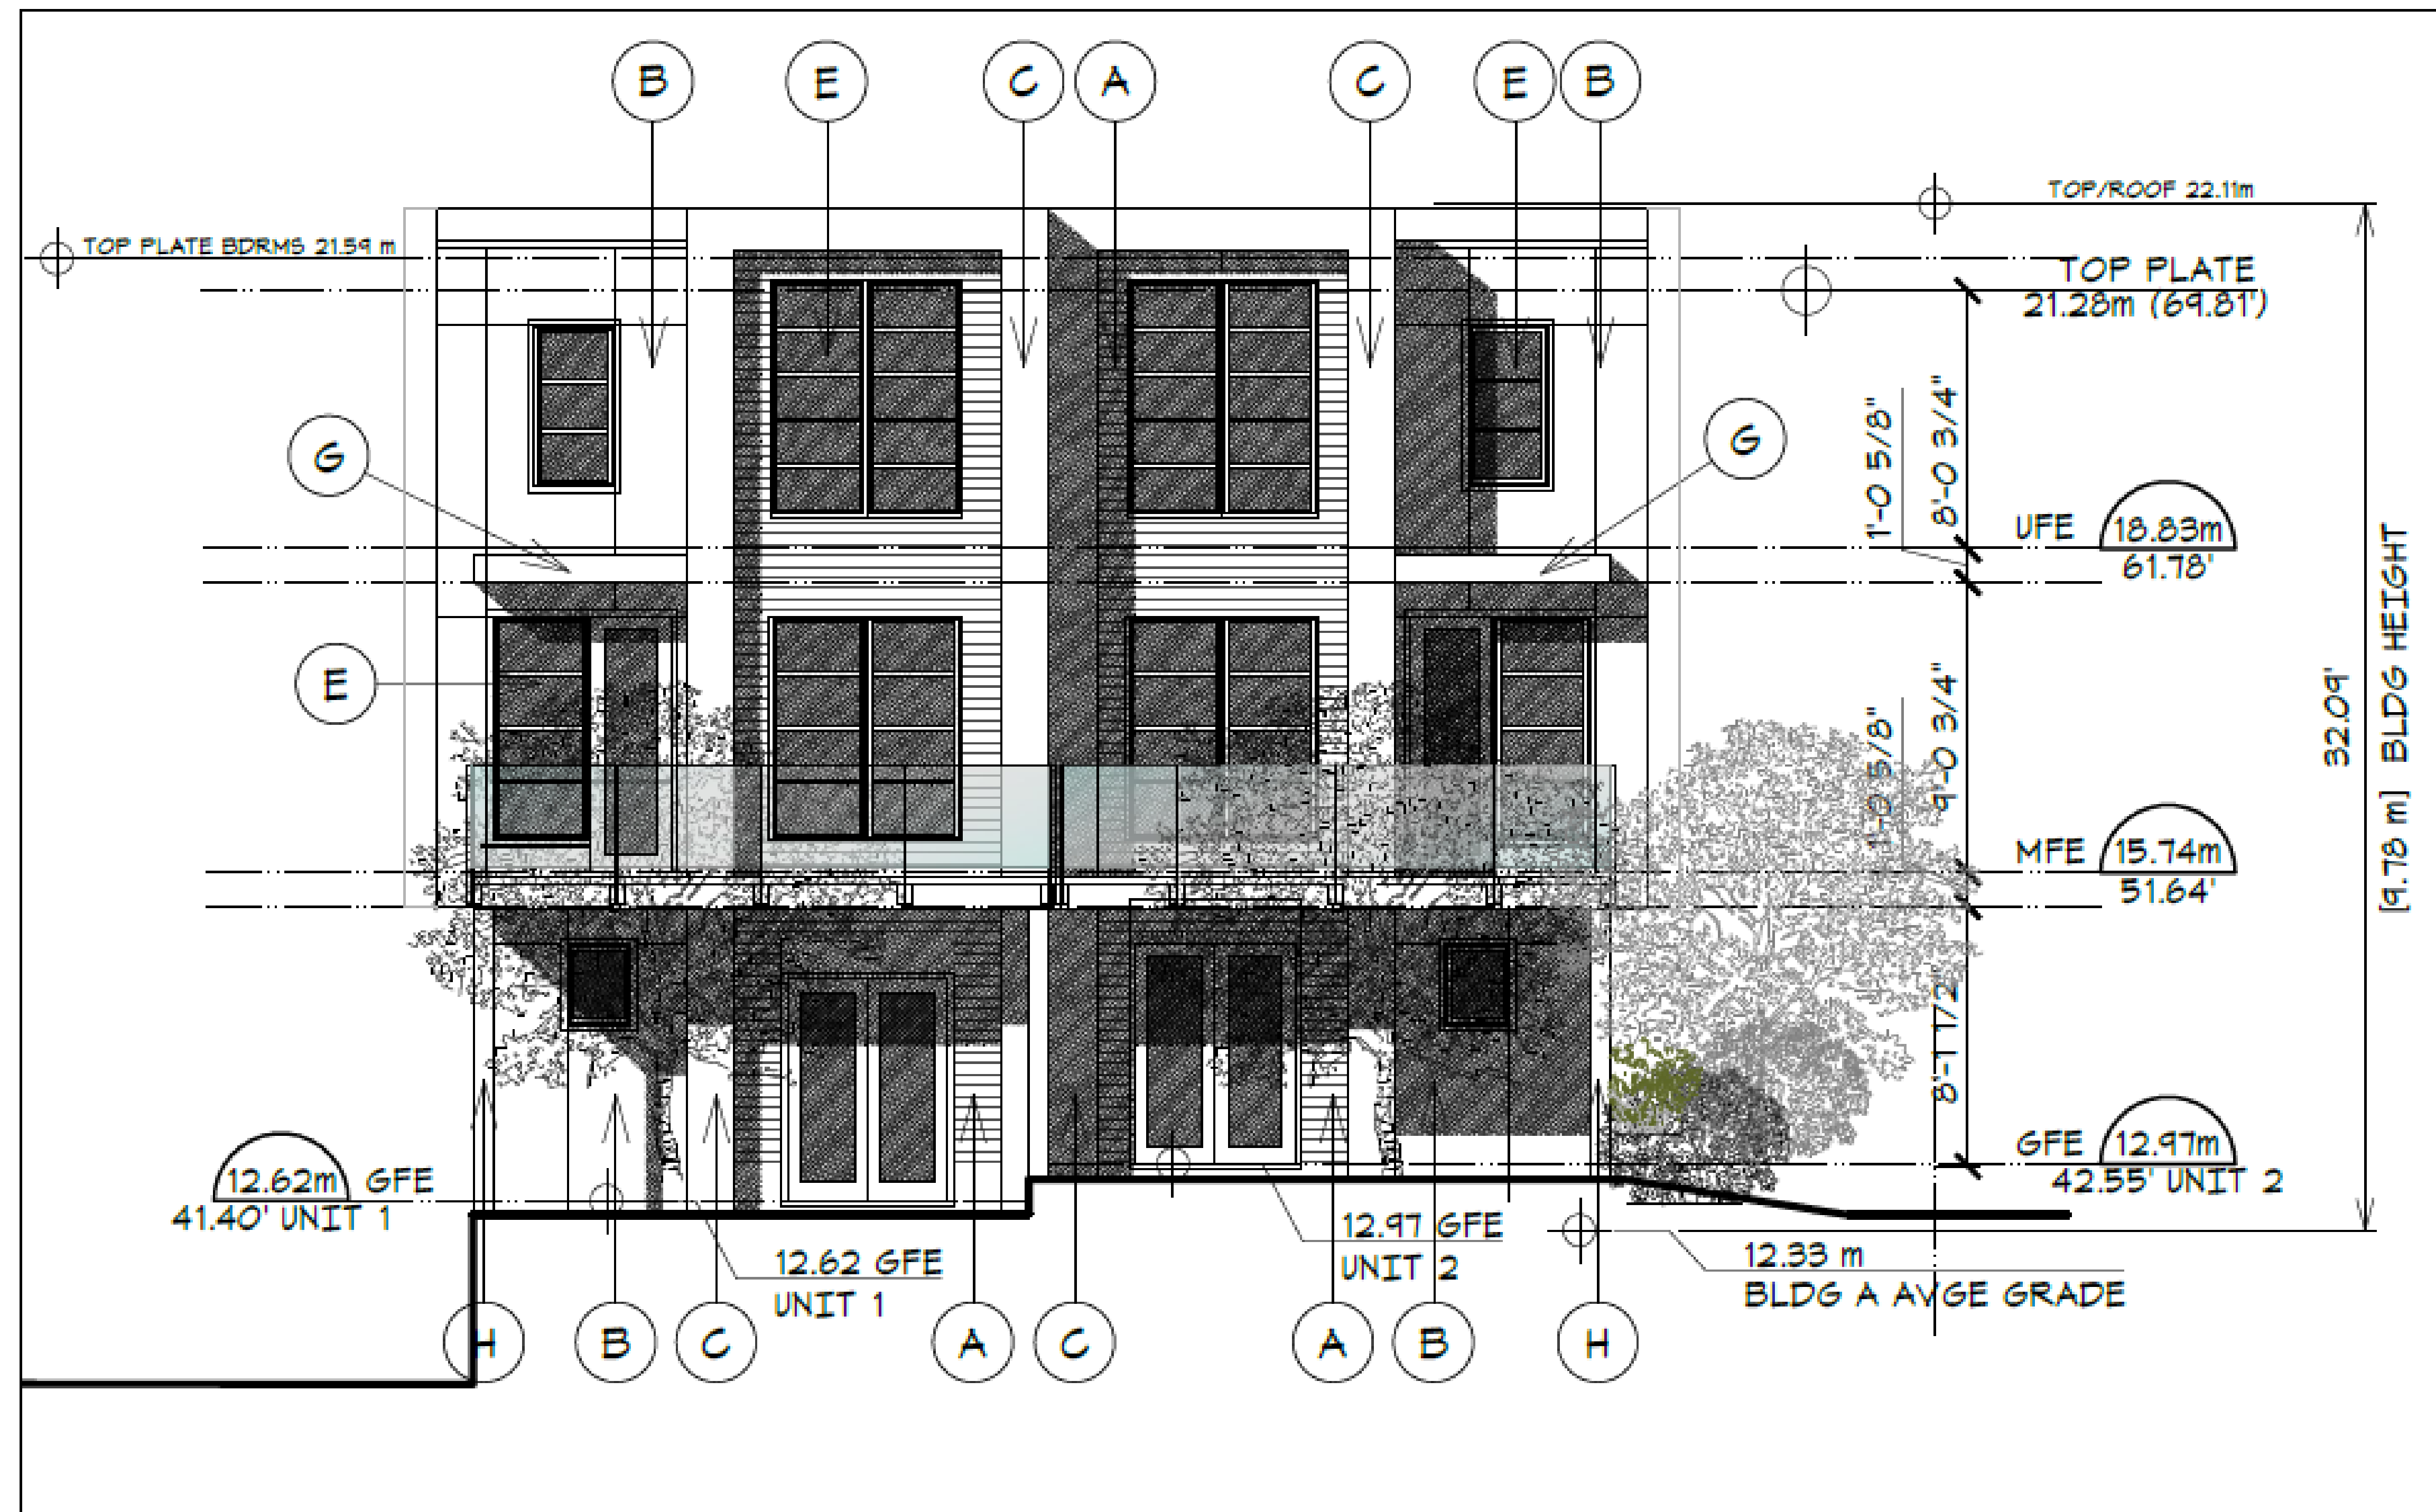 B E C A C E B
TOP/ROOF 22.11m
TOP PLATE BDRMS 21.59 m
TOP PLATE
21.28m (69.81')
G
G
1'-0 5/8"
8'-0 3/4"
UFE 18.83m
61.78'
E
1'-0 5/8"
9'-0 3/4"
32.09'
[9.78 m] BLDG HEIGHT
MFE 15.74m
51.64'
8'-1 1/2"
GFE 12.97m
42.55' UNIT 2
12.62m GFE
41.40' UNIT 1
12.62 GFE
UNIT 1
12.97 GFE
UNIT 2
12.33 m
BLDG A AVGE GRADE
H B C A C A B H